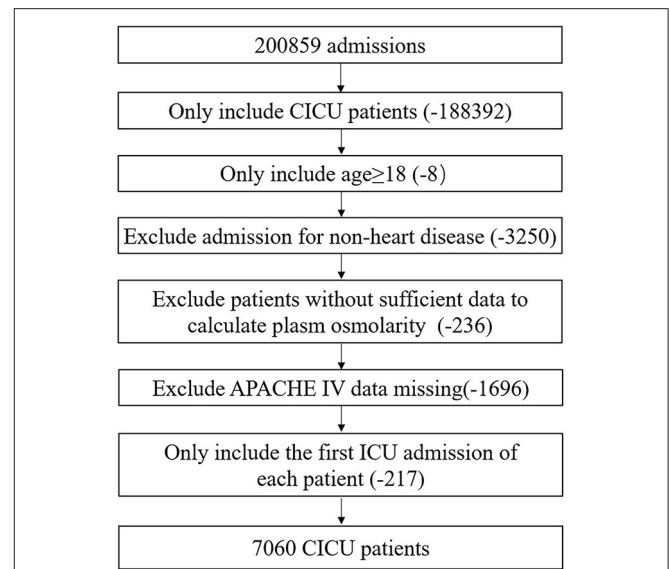 200859 admissions
Only include CICU patients (-188392)
Only include age≥18 (-8）
Exclude admission for non-heart disease (-3250)
Exclude patients without sufficient data to
calculate plasm osmolarity (-236)
Exclude APACHE IV data missing(-1696)
Only include the first ICU admission of
each patient (-217)
7060 CICU patients